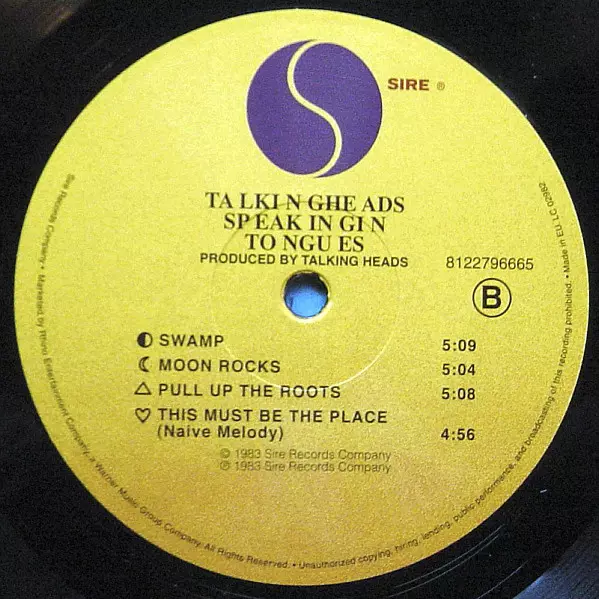 SIRE ®
TA LKI N GHE ADS
SP EAK IN GI N
TO NGU ES
PRODUCED BY TALKING HEADS
8122796665
B
SWAMP 5:09
MOON ROCKS 5:04
PULL UP THE ROOTS 5:08
THIS MUST BE THE PLACE
(Naive Melody) 4:56
© 1983 Sire Records Company
℗ 1983 Sire Records Company
Sire Records Company • Marketed by Rhino Entertainment Company, a Warner Music Group Company. All Rights Reserved. • Unauthorized copying, hiring, lending, public performance, and broadcasting of this recording prohibited. • Made in EU LC 02982